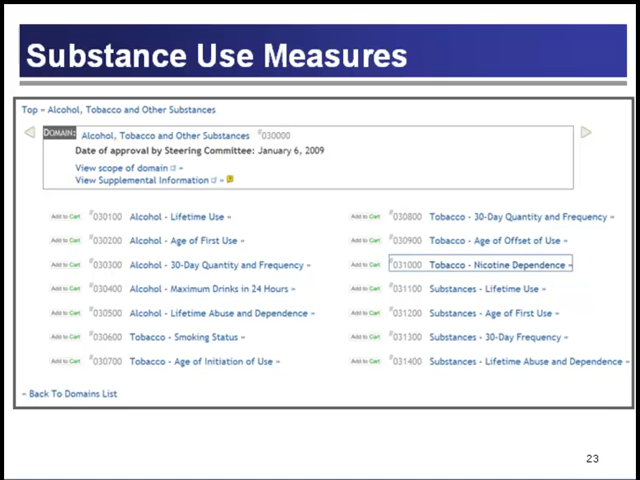 Substance Use Measures
Top » Alcohol, Tobacco and Other Substances
DOMAIN: Alcohol, Tobacco and Other Substances #030000
Date of approval by Steering Committee: January 6, 2009
View scope of domain »
View Supplemental Information »
Add to Cart #030100 Alcohol - Lifetime Use »
Add to Cart #030200 Alcohol - Age of First Use »
Add to Cart #030300 Alcohol - 30-Day Quantity and Frequency »
Add to Cart #030400 Alcohol - Maximum Drinks in 24 Hours »
Add to Cart #030500 Alcohol - Lifetime Abuse and Dependence »
Add to Cart #030600 Tobacco - Smoking Status »
Add to Cart #030700 Tobacco - Age of Initiation of Use »
Add to Cart #030800 Tobacco - 30-Day Quantity and Frequency »
Add to Cart #030900 Tobacco - Age of Offset of Use »
Add to Cart #031000 Tobacco - Nicotine Dependence »
Add to Cart #031100 Substances - Lifetime Use »
Add to Cart #031200 Substances - Age of First Use »
Add to Cart #031300 Substances - 30-Day Frequency »
Add to Cart #031400 Substances - Lifetime Abuse and Dependence »
« Back To Domains List
23